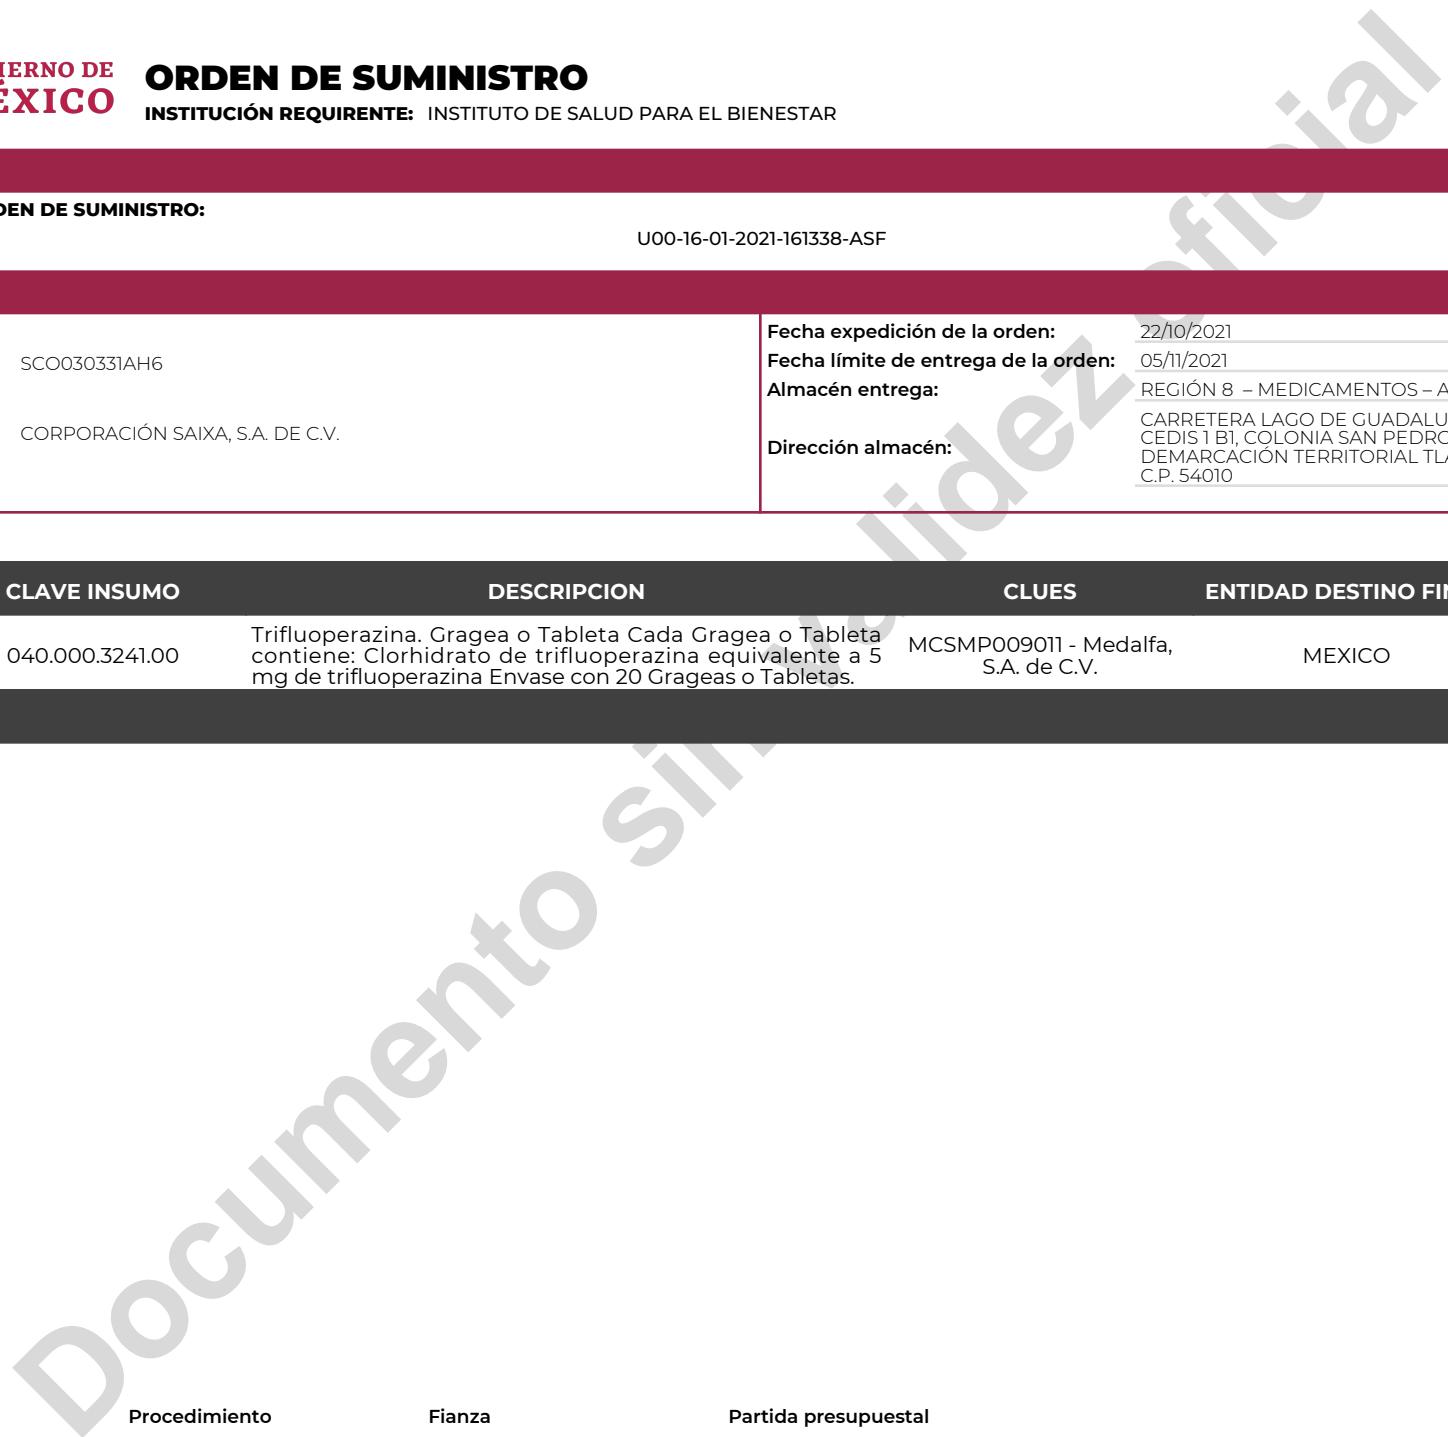 IERNO DE
ÉXICO
ORDEN DE SUMINISTRO
INSTITUCIÓN REQUIRENTE: INSTITUTO DE SALUD PARA EL BIENESTAR
DEN DE SUMINISTRO:
U00-16-01-2021-161338-ASF
SCO030331AH6
CORPORACIÓN SAIXA, S.A. DE C.V.
Fecha expedición de la orden: 22/10/2021
Fecha límite de entrega de la orden: 05/11/2021
Almacén entrega: REGIÓN 8 – MEDICAMENTOS – A
Dirección almacén:
CARRETERA LAGO DE GUADALU
CEDIS 1 B1, COLONIA SAN PEDRO
DEMARCACIÓN TERRITORIAL TLA
C.P. 54010
CLAVE INSUMO DESCRIPCION CLUES ENTIDAD DESTINO FIN
040.000.3241.00
Trifluoperazina. Gragea o Tableta Cada Gragea o Tableta
contiene: Clorhidrato de trifluoperazina equivalente a 5
mg de trifluoperazina Envase con 20 Grageas o Tabletas.
MCSMP009011 - Medalfa,
S.A. de C.V.
MEXICO
Documento sin validez oficial
Procedimiento Fianza Partida presupuestal